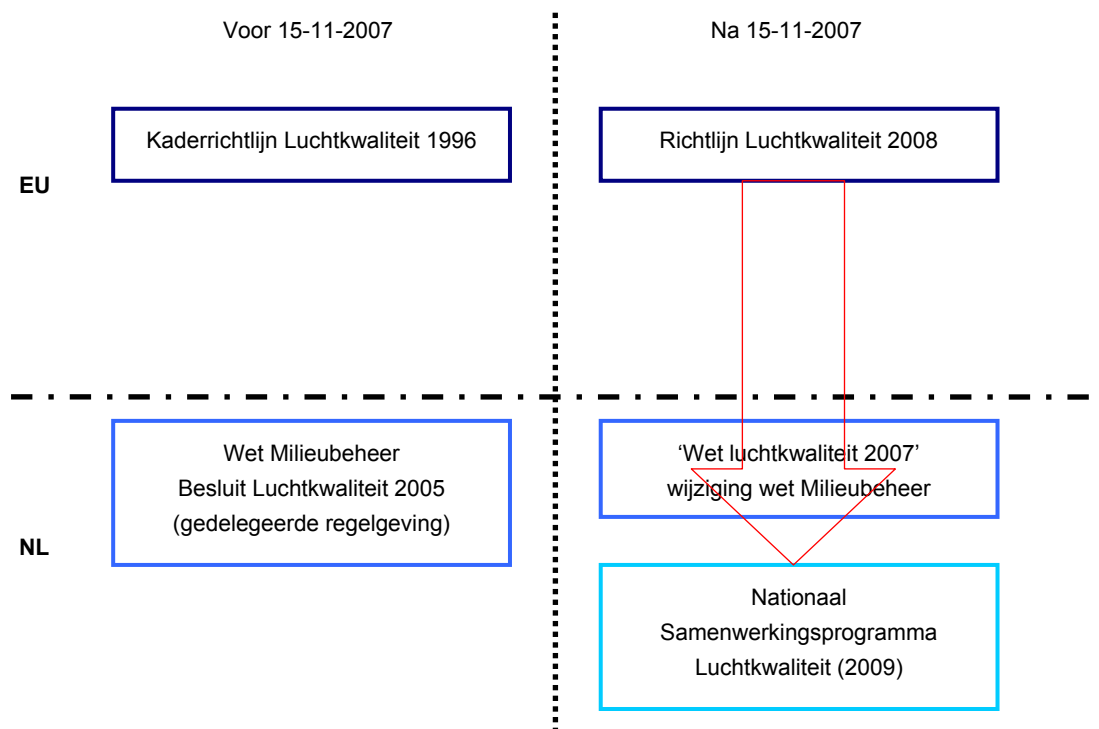 Voor 15-11-2007
Na 15-11-2007
Kaderrichtlijn Luchtkwaliteit 1996
Richtlijn Luchtkwaliteit 2008
EU
Wet Milieubeheer
Besluit Luchtkwaliteit 2005
(gedelegeerde regelgeving)
‘Wet luchtkwaliteit 2007’
wijziging wet Milieubeheer
NL
Nationaal
Samenwerkingsprogramma
Luchtkwaliteit (2009)